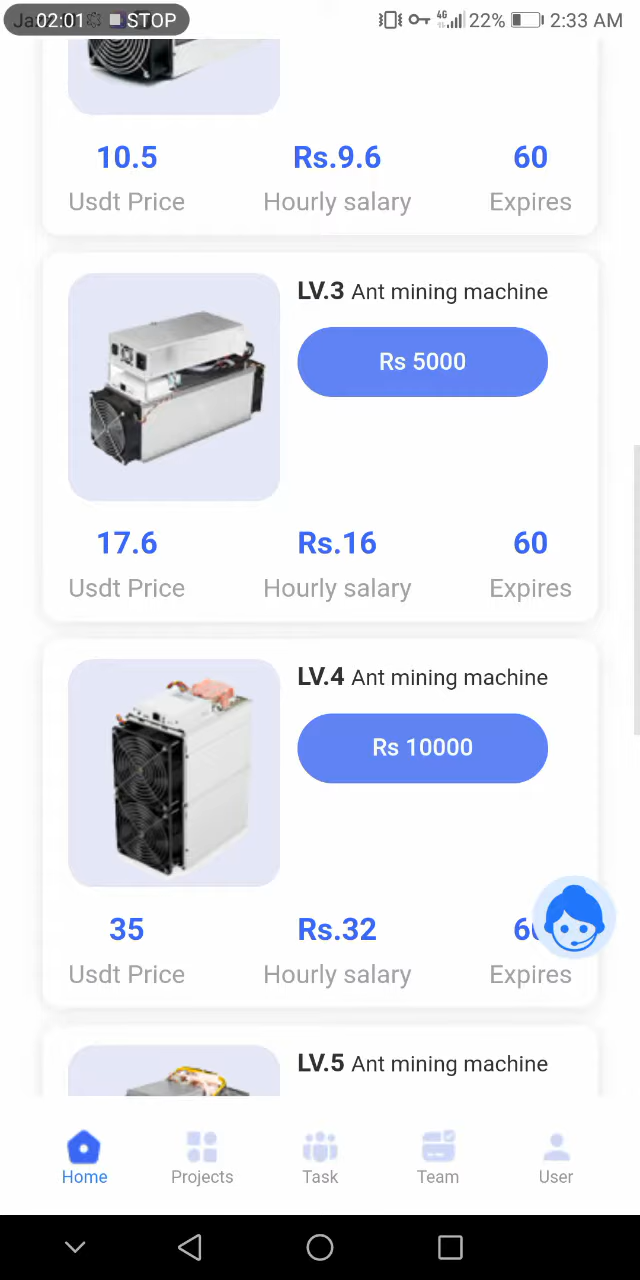 02:01 STOP 4G 22% 2:33 AM
10.5 Rs.9.6 60
Usdt Price Hourly salary Expires
LV.3 Ant mining machine
Rs 5000
17.6 Rs.16 60
Usdt Price Hourly salary Expires
LV.4 Ant mining machine
Rs 10000
35 Rs.32
Usdt Price Hourly salary Expires
LV.5 Ant mining machine
Home Projects Task Team User